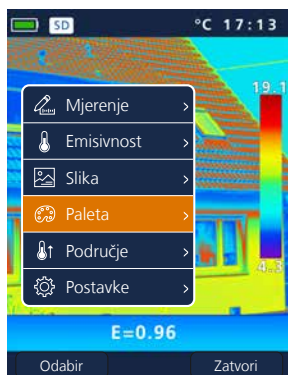 SD °C 17:13
19.1
Mjerenje
Emisivnost
Slika
Paleta
Područje
Postavke
4.3
E=0.96
Odabir Zatvori